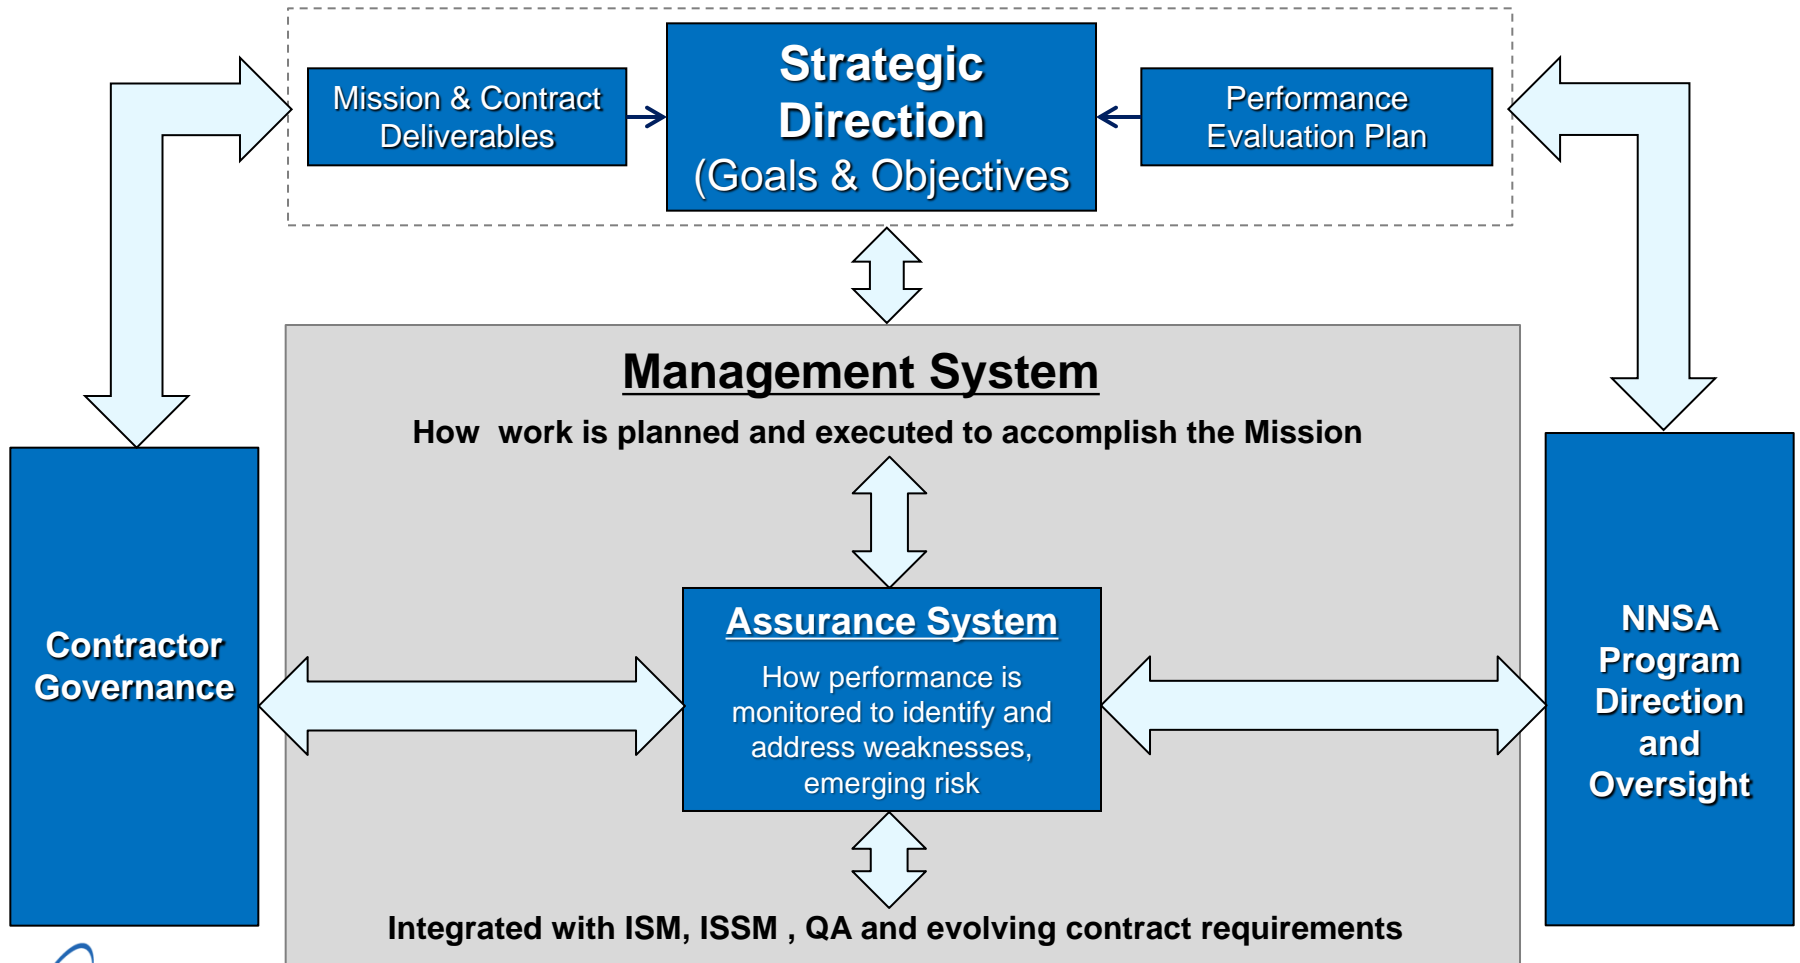 Mission & Contract
Deliverables
Strategic
Direction
(Goals & Objectives
Performance
Evaluation Plan
Management System
How  work is planned and executed to accomplish the Mission
Contractor
Governance
Assurance System
How performance is
monitored to identify and
address weaknesses,
emerging risk
NNSA
Program
Direction
and
Oversight
Integrated with ISM, ISSM , QA and evolving contract requirements